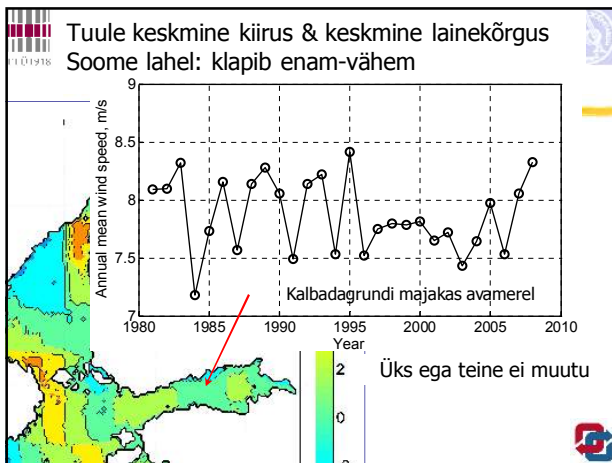 Tuule keskmine kiirus & keskmine lainekõrgus
Soome lahel: klapib enam-vähem
1918
Annual mean wind speed, m/s
9
8.5
8
7.5
7
Kalbadagrundi majakas avamerel
1980 1985 1990 1995 2000 2005 2010
Year
2
0
Üks ega teine ei muutu